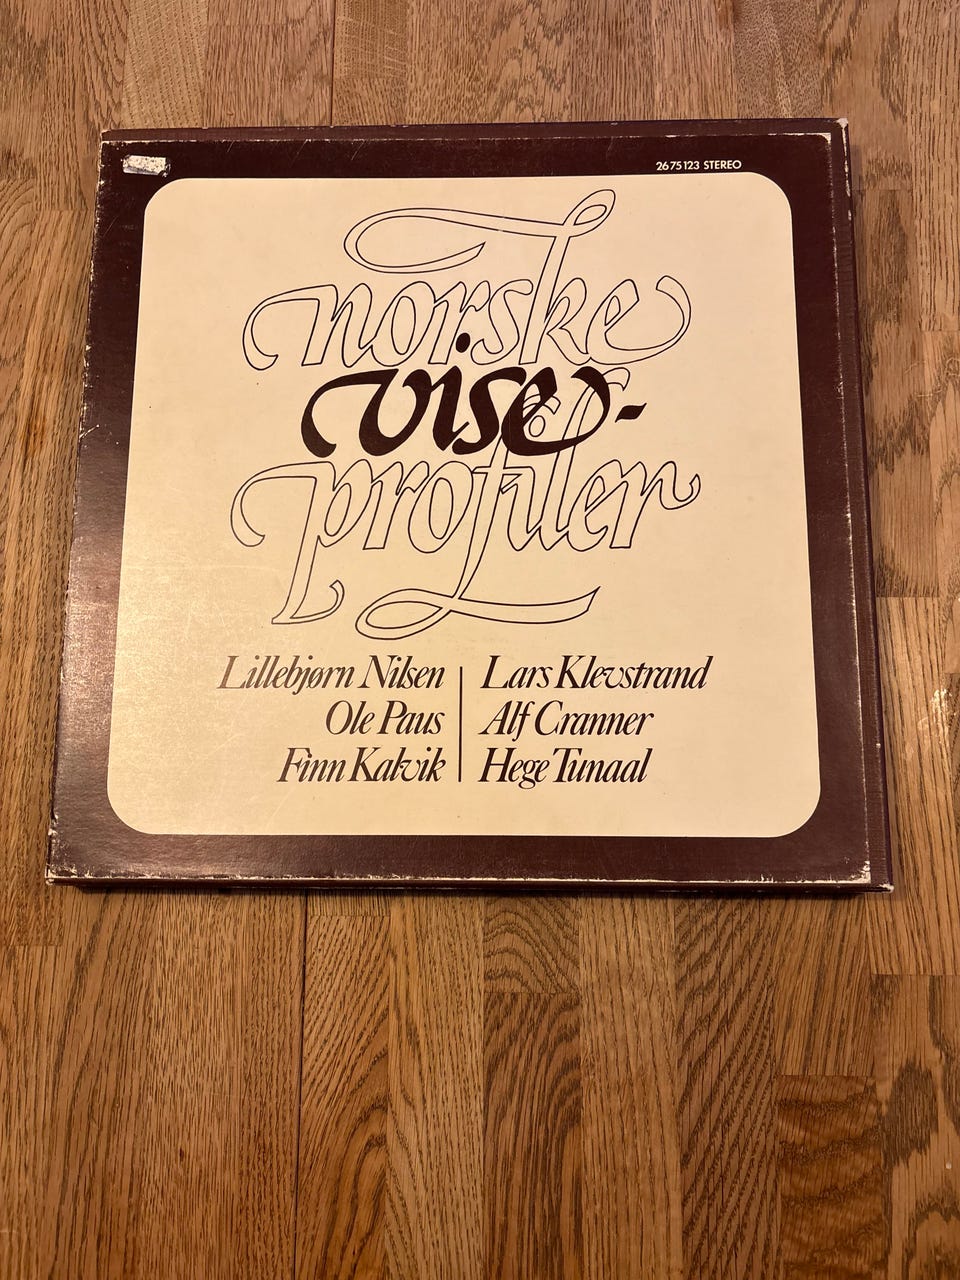 2675123 STEREO
norske
vise-
profiler
Lillebjørn Nilsen
Ole Paus
Finn Kalvik
Lars Klevstrand
Alf Cranner
Hege Tunaal